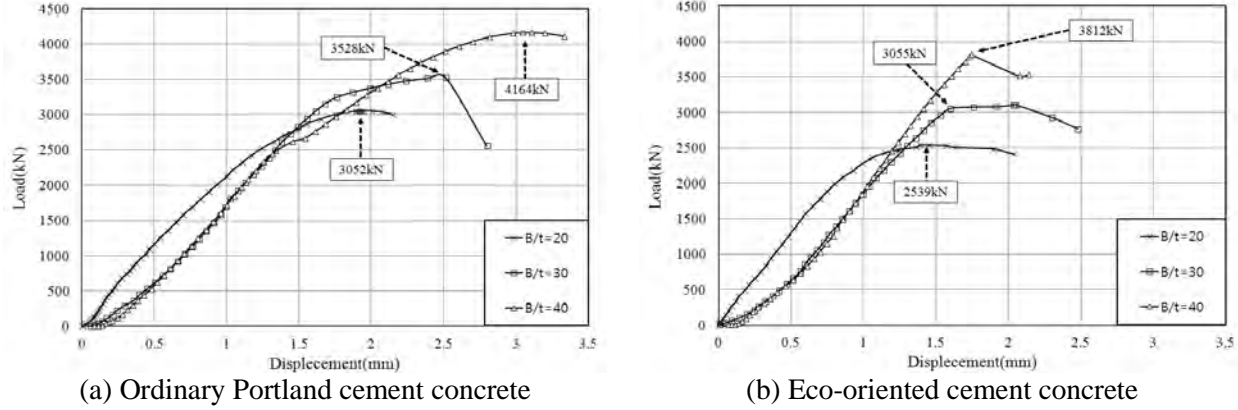 4500
4000
3500
3000
2500
2000
1500
1000
500
0
Load(kN)
3528kN
4164kN
3052kN
B/t=20
B/t=30
B/t=40
0 0.5 1 1.5 2 2.5 3 3.5
Displecement(mm)
(a) Ordinary Portland cement concrete
4500
4000
3500
3000
2500
2000
1500
1000
500
0
Load(kN)
3812kN
3055kN
2539kN
B/t=20
B/t=30
B/t=40
0 0.5 1 1.5 2 2.5 3 3.5
Displecement(mm)
(b) Eco-oriented cement concrete